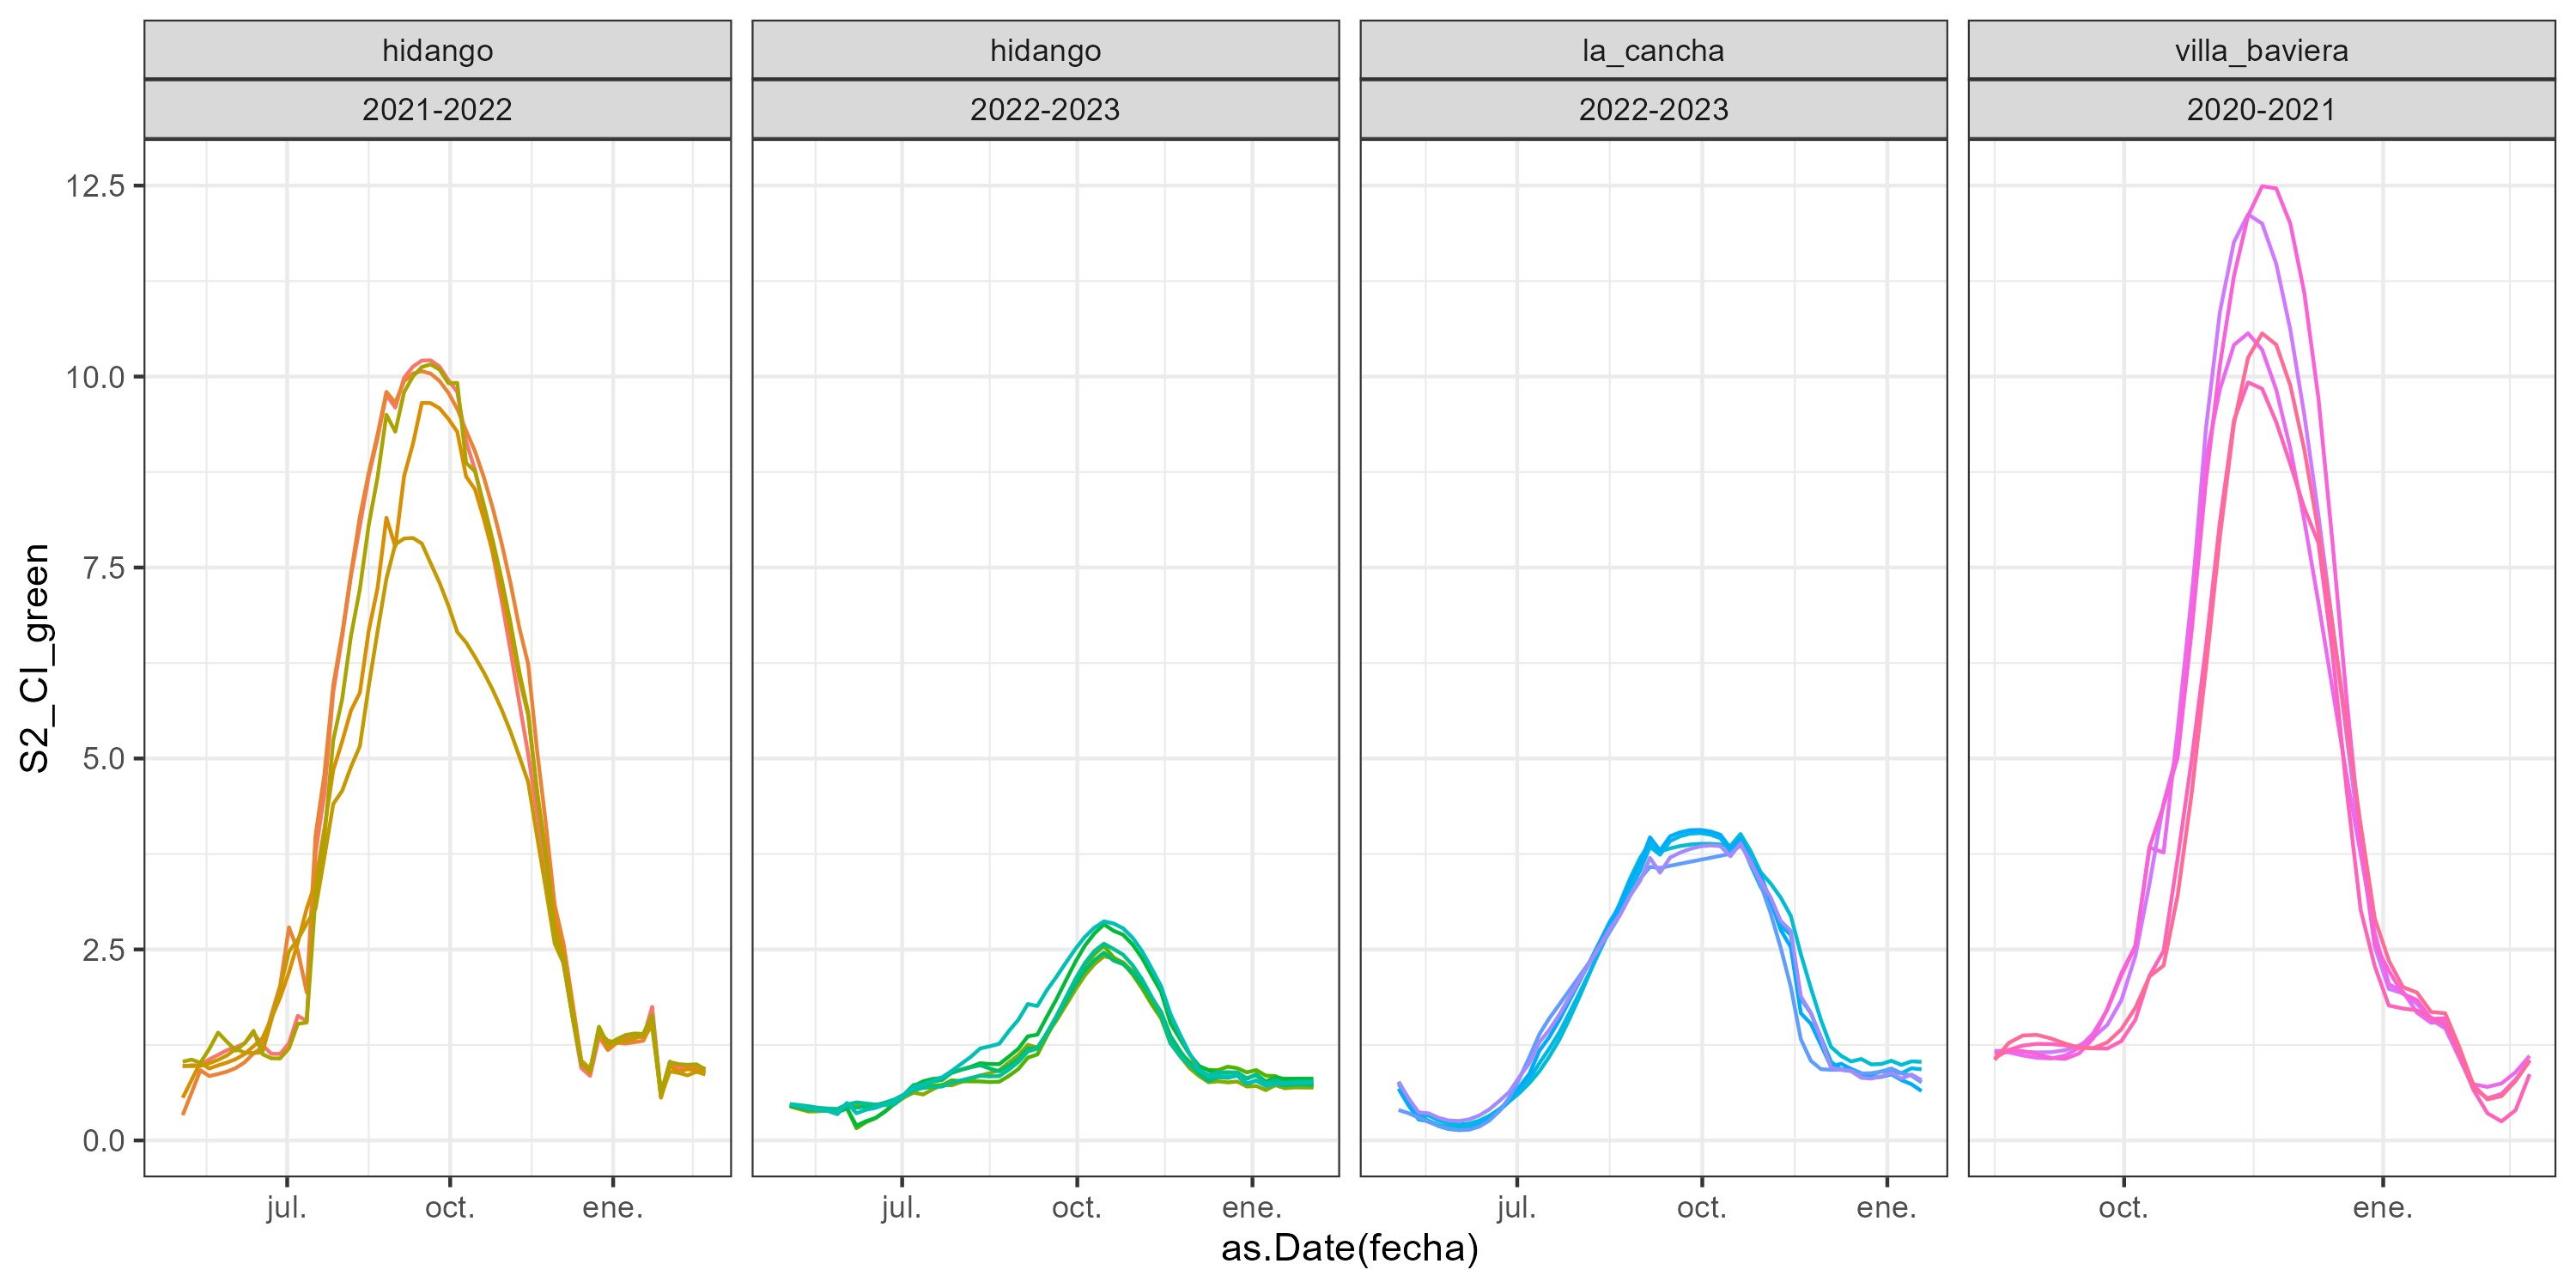 hidango hidango la_cancha villa_baviera
2021-2022 2022-2023 2022-2023 2020-2021
12.5
10.0
7.5
5.0
2.5
0.0
S2_CI_green
jul. oct. ene. jul. oct. ene. jul. oct. ene. oct. ene.
as.Date(fecha)